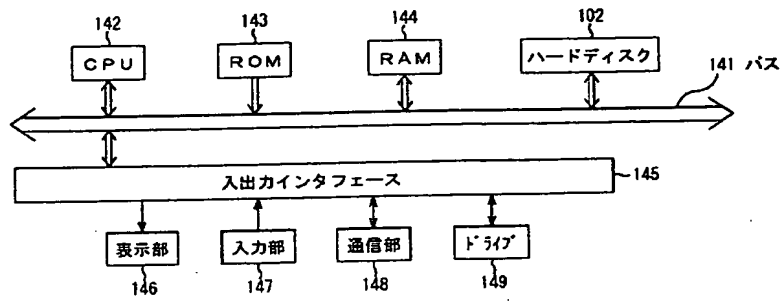 142
143
144
102
CPU
ROM
RAM
ハードディスク
141 バス
入出力インタフェース
145
表示部
入力部
通信部
ドライブ
146
147
148
149